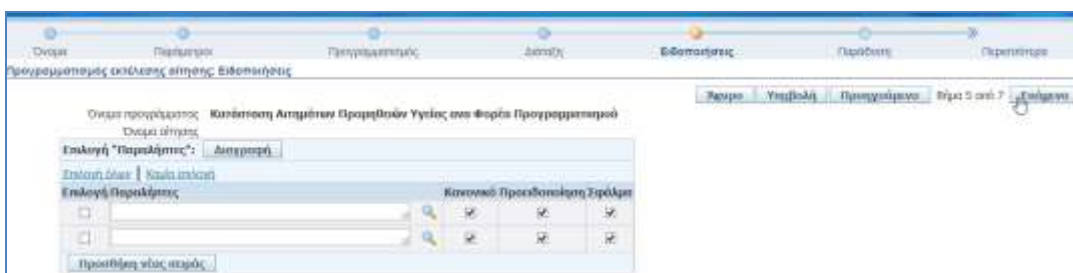 Όνομα Παράμετροι Προγραμματισμός Διάταξη Ειδοποιήσεις Παράδοση Περισσότερα
Προγραμματισμός εκτέλεσης αίτησης: Ειδοποιήσεις
Άκυρο Υποβολή Προηγούμενο Βήμα 5 από 7 Επόμενο
Όνομα προγράμματος Κατάσταση Αιτημάτων Προμηθειών Υγείας ανα Φορέα Προγραμματισμού
Όνομα αίτησης
Επιλογή "Παραλήπτες": Διαγραφή
Επιλογή όλων | Καμία επιλογή
Επιλογή Παραλήπτες Κανονικό Προειδοποίηση Σφάλμα
Προσθήκη νέας σειράς